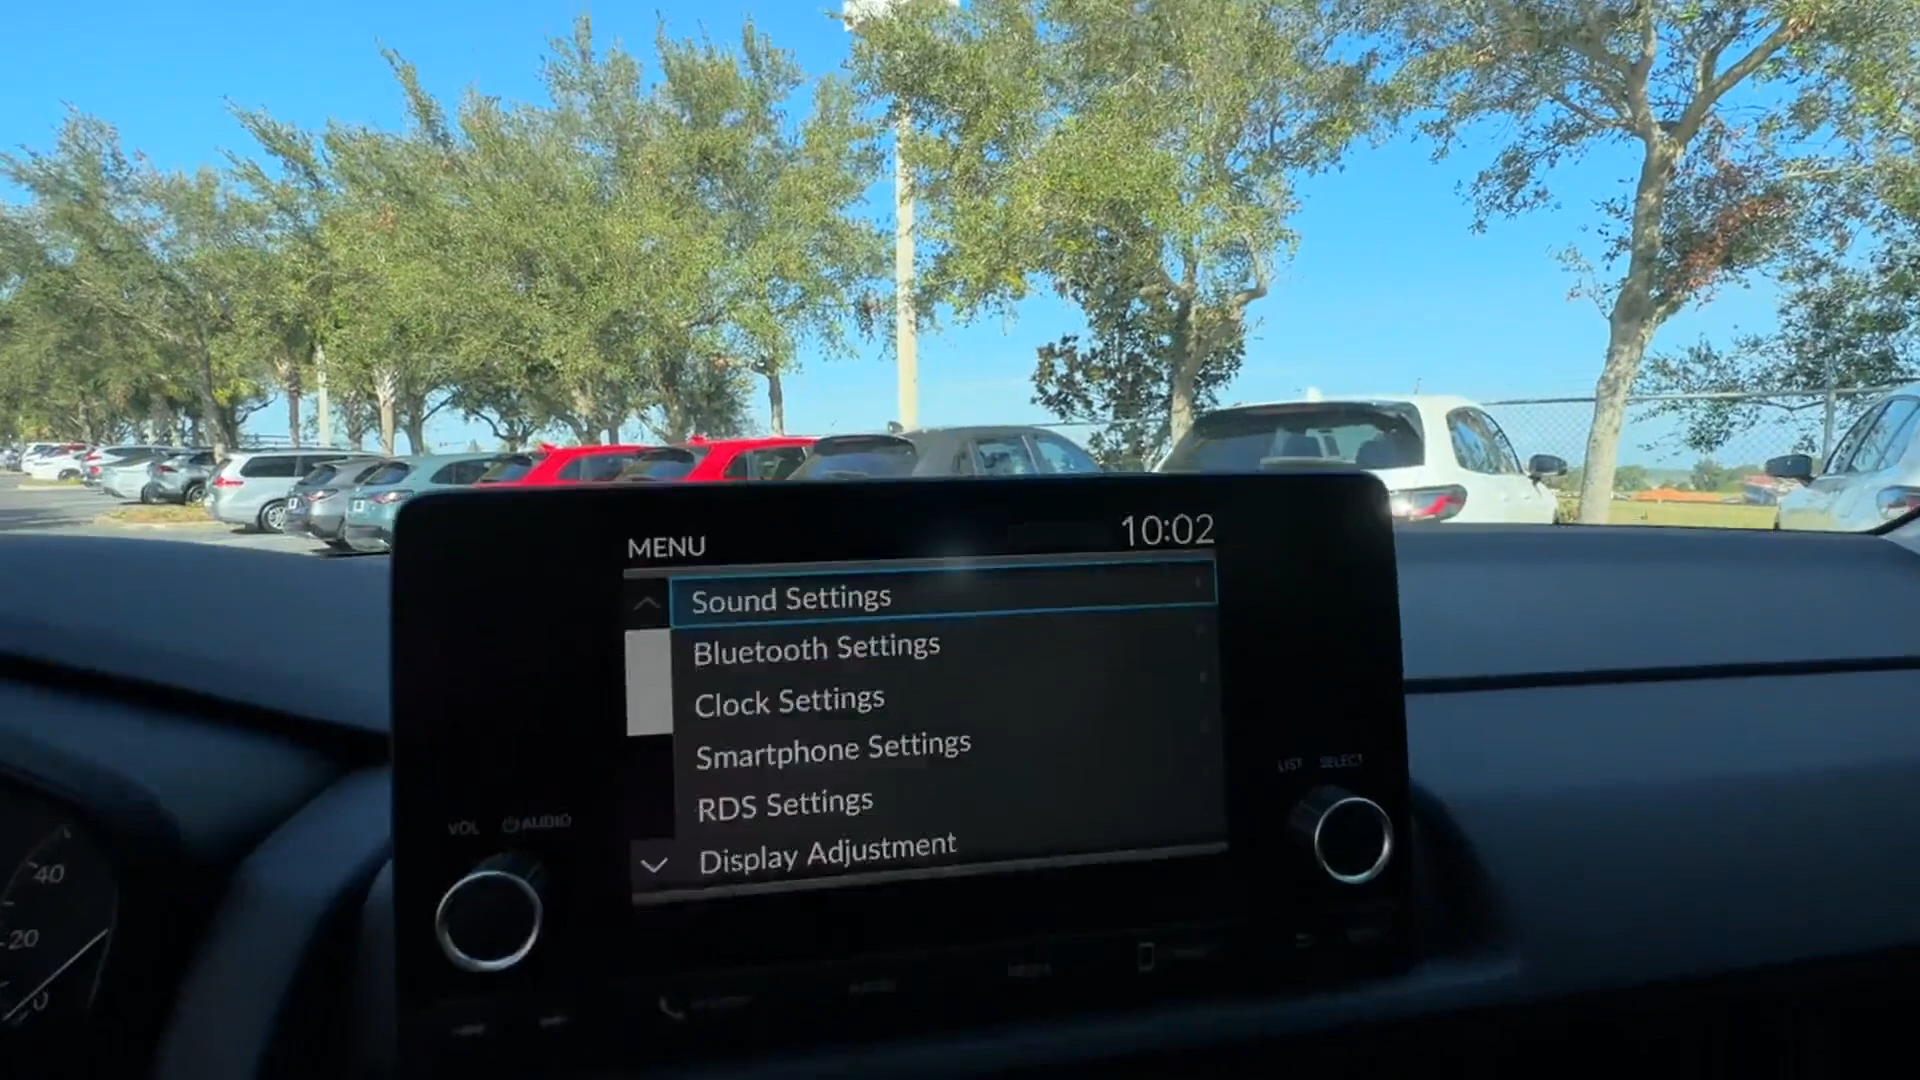 MENU
10:02
Sound Settings
Bluetooth Settings
Clock Settings
Smartphone Settings
RDS Settings
Display Adjustment
LIST SELECT
VOL AUDIO
40
20
0